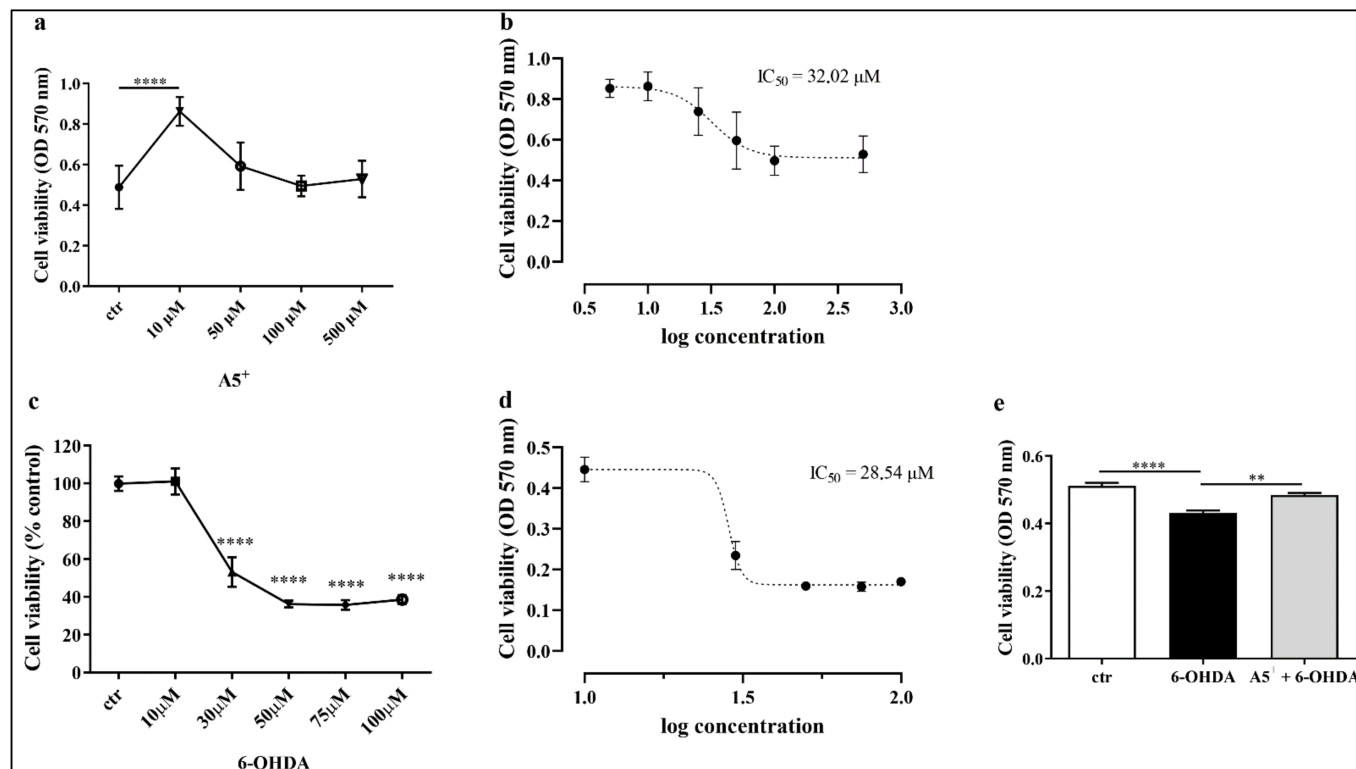 a
Cell viability (OD 570 nm)
1.0
0.8
0.6
0.4
0.2
0.0
****
ctr
10 µM
50 µM
100 µM
500 µM
A5+
b
Cell viability (OD 570 nm)
1.0
0.8
0.6
0.4
0.2
0.0
IC50 = 32.02 µM
0.5 1.0 1.5 2.0 2.5 3.0
log concentration
c
Cell viability (% control)
120
100
80
60
40
20
0
**** **** **** ****
ctr
10µM
30µM
50µM
75µM
100µM
6-OHDA
d
Cell viability (OD 570 nm)
0.5
0.4
0.3
0.2
0.1
0.0
IC50 = 28.54 µM
1.0 1.5 2.0
log concentration
e
Cell viability (OD 570 nm)
0.6
0.4
0.2
0.0
**** **
ctr 6-OHDA A5+ + 6-OHDA